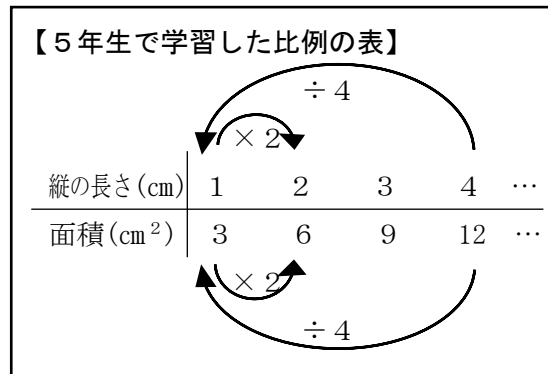 【５年生で学習した比例の表】
÷４
×２
縦の長さ(cm) １ ２ ３ ４ …
面積(cm²) ３ ６ ９ 12 …
×２
÷４